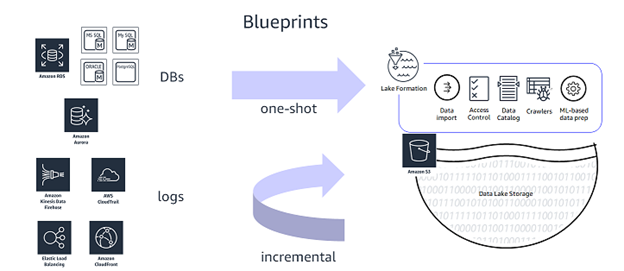 Blueprints
MS SQL
My SQL
M
M
Amazon RDS
ORACLE
PostgreSQL
M
DBs
Amazon
Aurora
one-shot
Lake Formation
Data
import
Access
Control
Data
Catalog
Crawlers
ML-based
data prep
Amazon
Kinesis Data
Firehose
AWS
CloudTrail
logs
Elastic Load
Balancing
Amazon
CloudFront
incremental
Amazon S3
Data Lake Storage